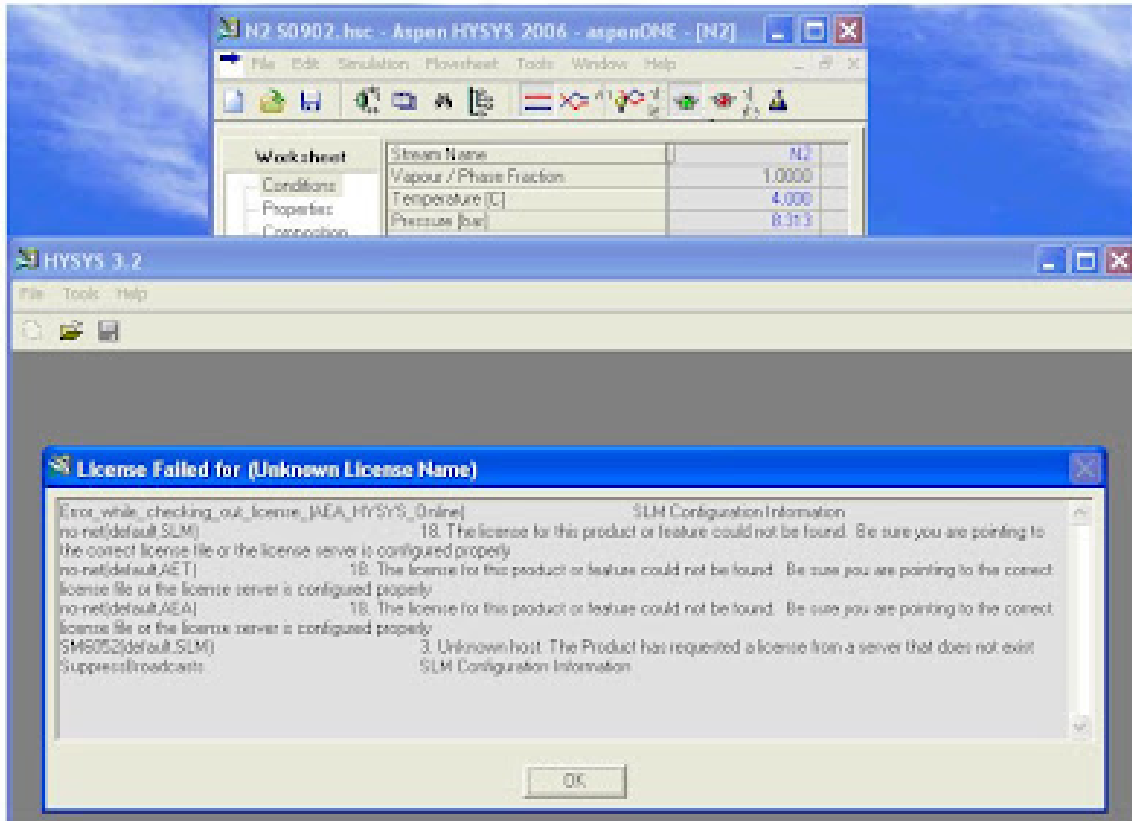 N2 S0902.hsc - Aspen HYSYS 2006 - aspenONE - [N2]
File Edit Simulation Flowsheet Tools Window Help
Worksheet
Conditions
Properties
Composition
Stream Name N2
Vapour / Phase Fraction 1.0000
Temperature [C] 4.000
Pressure [bar] 8.313
HYSYS 3.2
File Tools Help
License Failed for (Unknown License Name)
Error_while_checking_out_license_[AEA_HYSYS_Online] SLM Configuration Information
no-net(default,SLM) 18. The license for this product or feature could not be found. Be sure you are pointing to
the correct license file or the license server is configured properly
no-net(default,AET) 18. The license for this product or feature could not be found. Be sure you are pointing to the correct
license file or the license server is configured properly
no-net(default,AEA) 18. The license for this product or feature could not be found. Be sure you are pointing to the correct
license file or the license server is configured properly
SM6052(default,SLM) 3. Unknown host. The Product has requested a license from a server that does not exist
SuppressBroadcasts SLM Configuration Information
OK